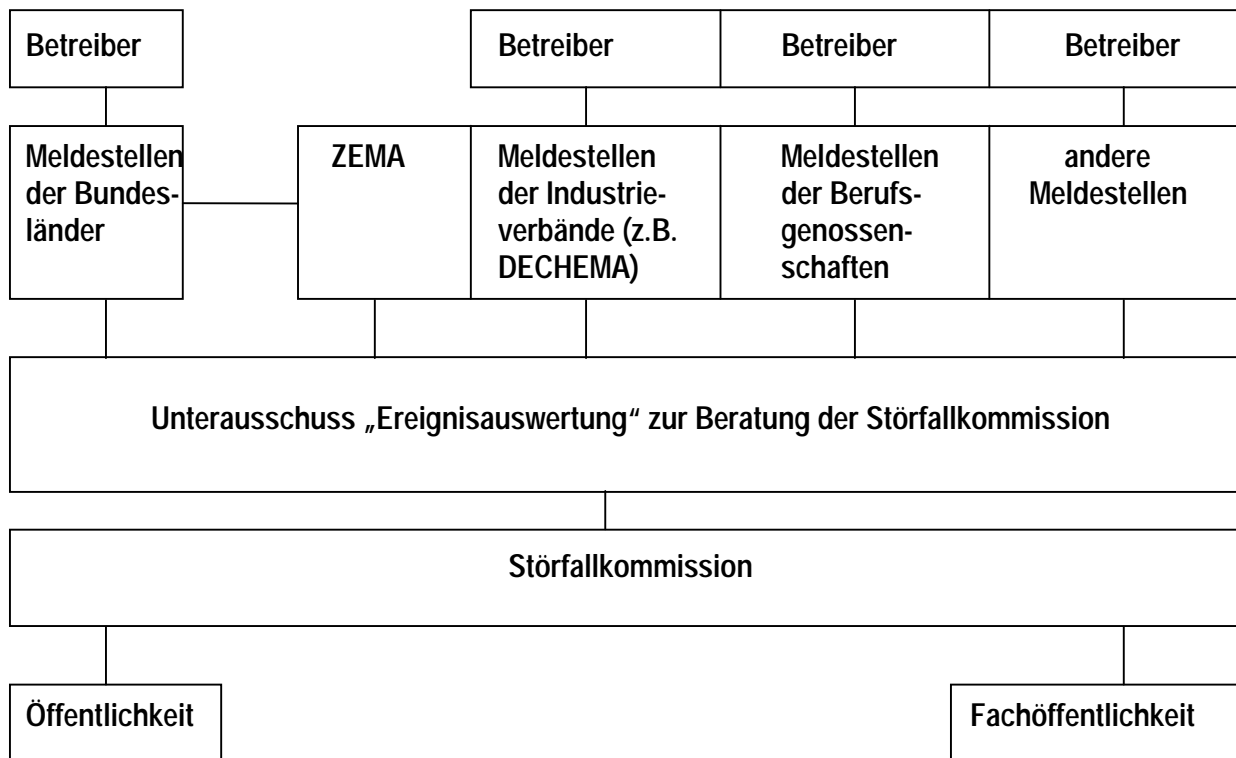 Betreiber
Betreiber
Betreiber
Betreiber
Meldestellen
der Bundes-
länder
ZEMA
Meldestellen
der Industrie-
verbände (z.B.
DECHEMA)
Meldestellen
der Berufs-
genossen-
schaften
andere
Meldestellen
Unterausschuss „Ereignisauswertung“ zur Beratung der Störfallkommission
Störfallkommission
Öffentlichkeit
Fachöffentlichkeit